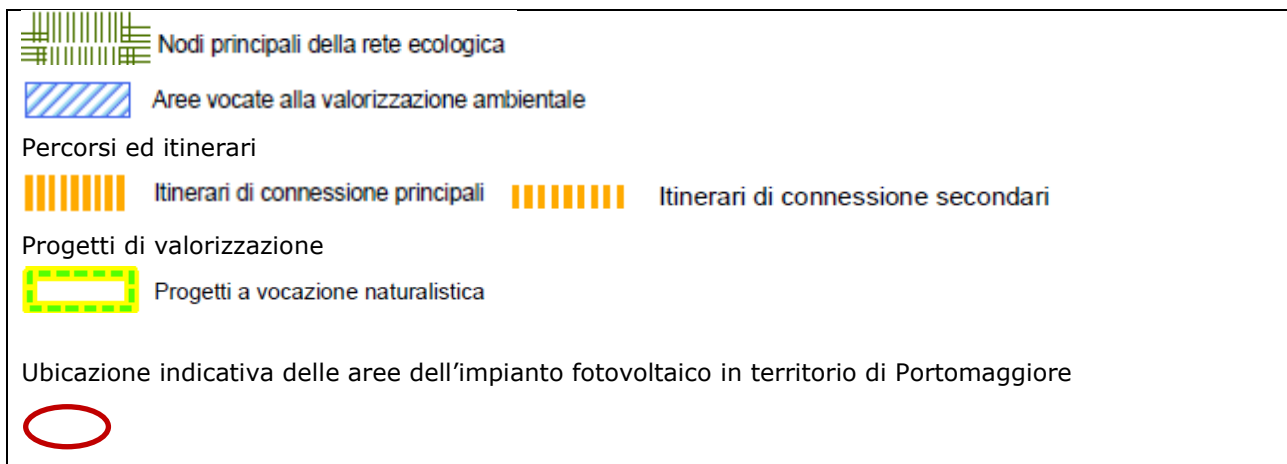 Nodi principali della rete ecologica
Aree vocate alla valorizzazione ambientale
Percorsi ed itinerari
Itinerari di connessione principali Itinerari di connessione secondari
Progetti di valorizzazione
Progetti a vocazione naturalistica
Ubicazione indicativa delle aree dell’impianto fotovoltaico in territorio di Portomaggiore